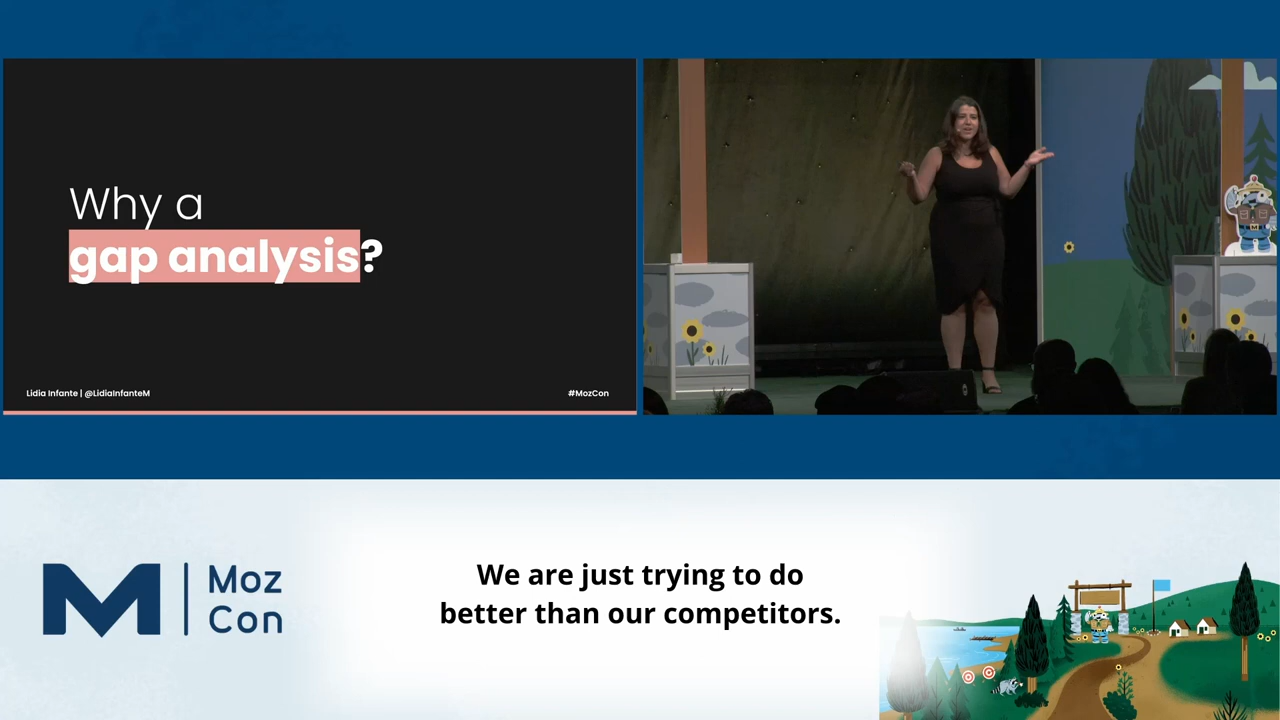 Why a
gap analysis?
Lidia Infante | @LidiaInfanteM
#MozCon
M
Moz
Con
We are just trying to do
better than our competitors.